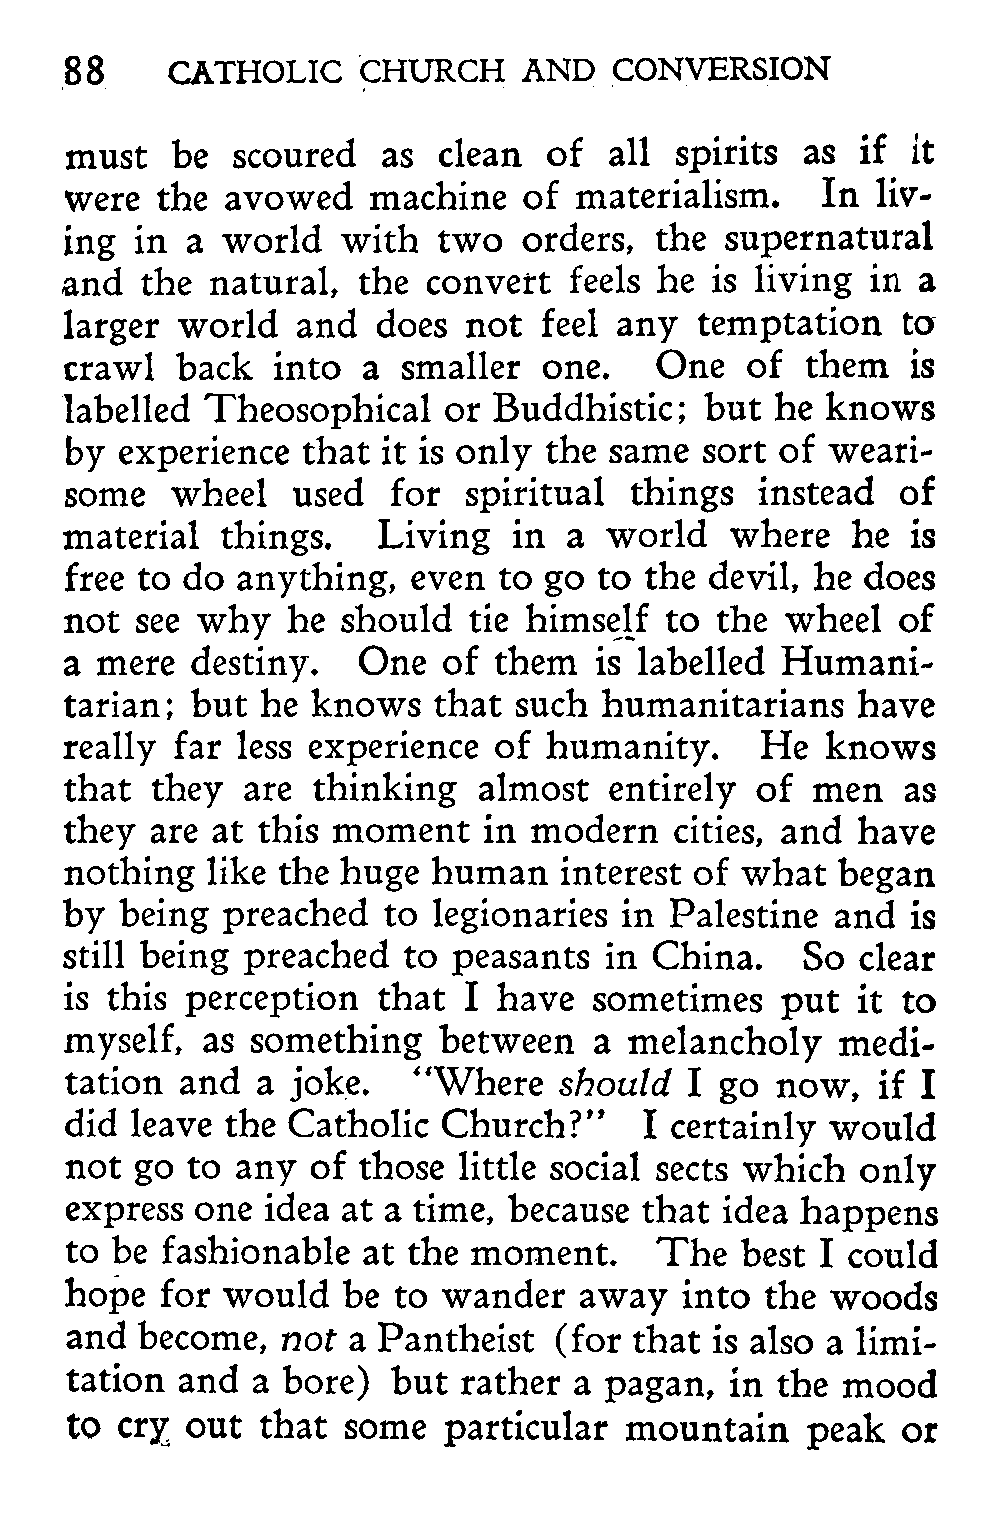 88 CATHOLIC CHURCH AND CONVERSION
must be scoured as clean of all spirits as if it
were the avowed machine of materialism. In liv-
ing in a world with two orders, the supernatural
and the natural, the convert feels he is living in a
larger world and does not feel any temptation to
crawl back into a smaller one. One of them is
labelled Theosophical or Buddhistic; but he knows
by experience that it is only the same sort of weari-
some wheel used for spiritual things instead of
material things. Living in a world where he is
free to do anything, even to go to the devil, he does
not see why he should tie himself to the wheel of
a mere destiny. One of them is labelled Humani-
tarian; but he knows that such humanitarians have
really far less experience of humanity. He knows
that they are thinking almost entirely of men as
they are at this moment in modern cities, and have
nothing like the huge human interest of what began
by being preached to legionaries in Palestine and is
still being preached to peasants in China. So clear
is this perception that I have sometimes put it to
myself, as something between a melancholy medi-
tation and a joke. "Where should I go now, if I
did leave the Catholic Church?" I certainly would
not go to any of those little social sects which only
express one idea at a time, because that idea happens
to be fashionable at the moment. The best I could
hope for would be to wander away into the woods
and become, not a Pantheist (for that is also a limi-
tation and a bore) but rather a pagan, in the mood
to cry out that some particular mountain peak or